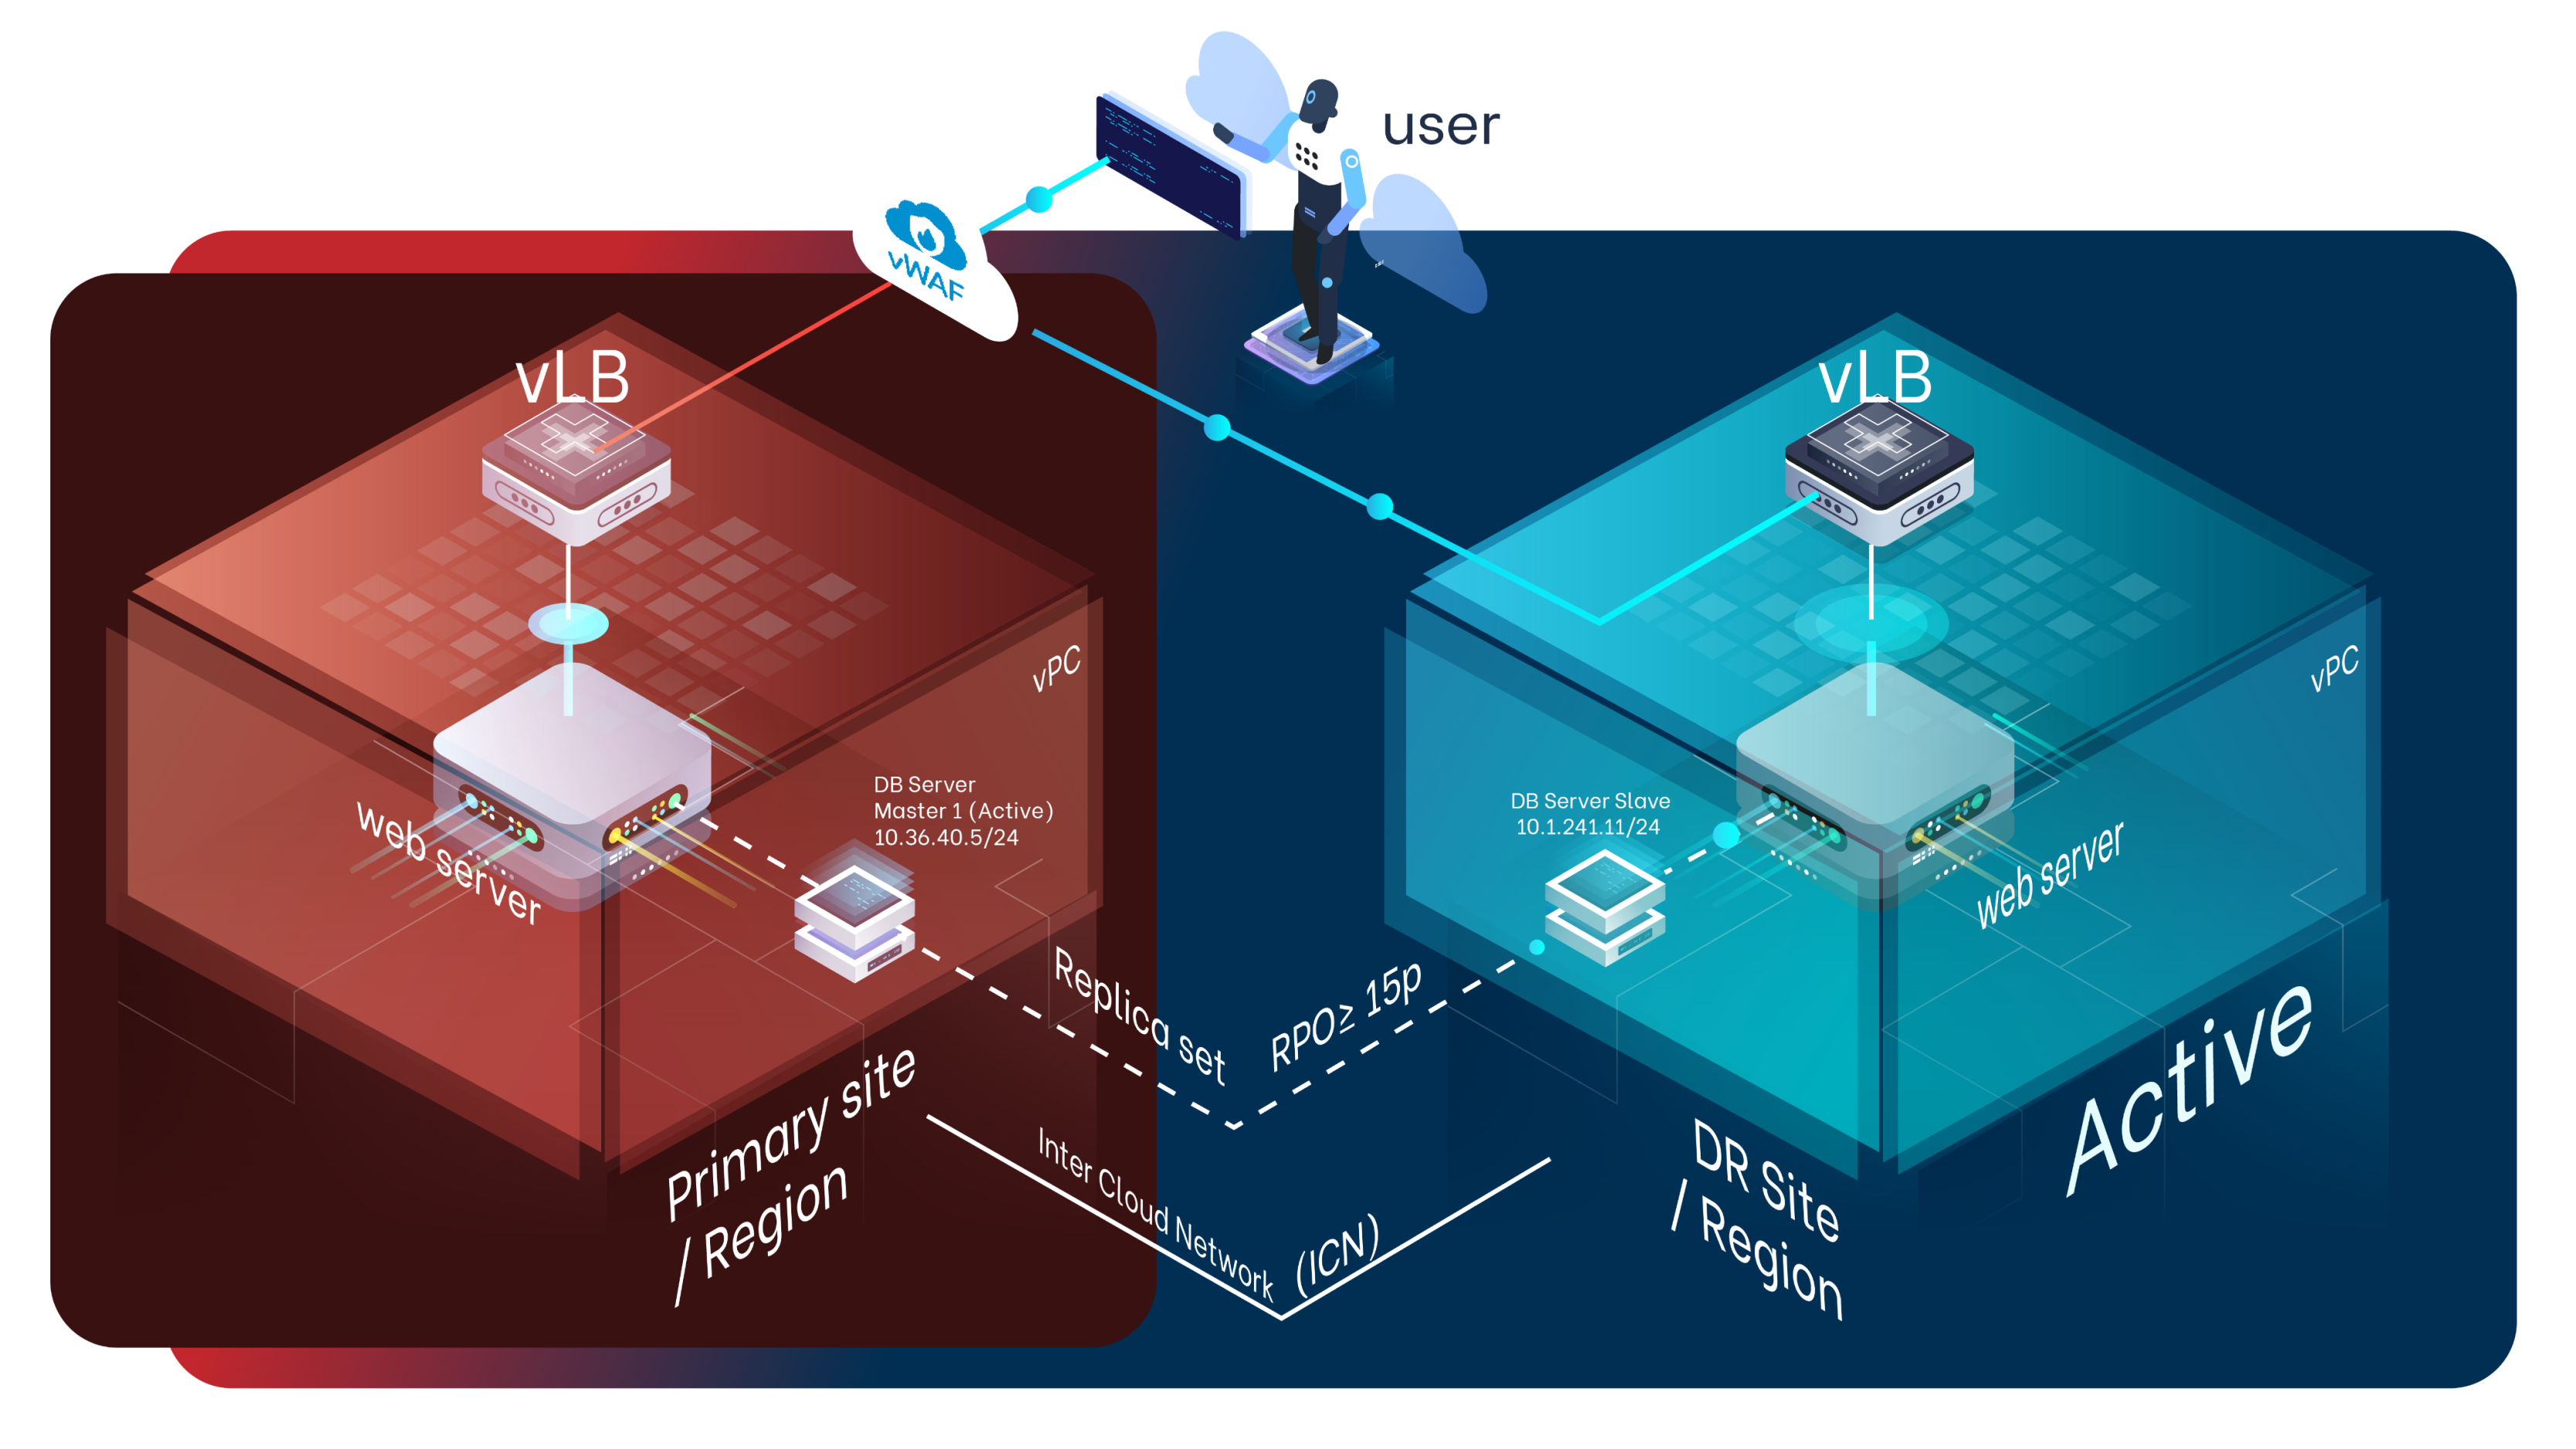 user
vWAF
vLB
vLB
vPC
vPC
DB Server
Master 1 (Active)
10.36.40.5/24
DB Server Slave
10.1.241.11/24
web server
web server
Replica set
RPO≥ 15p
Primary site
/ Region
Inter Cloud Network
(ICN)
DR Site
/ Region
Active